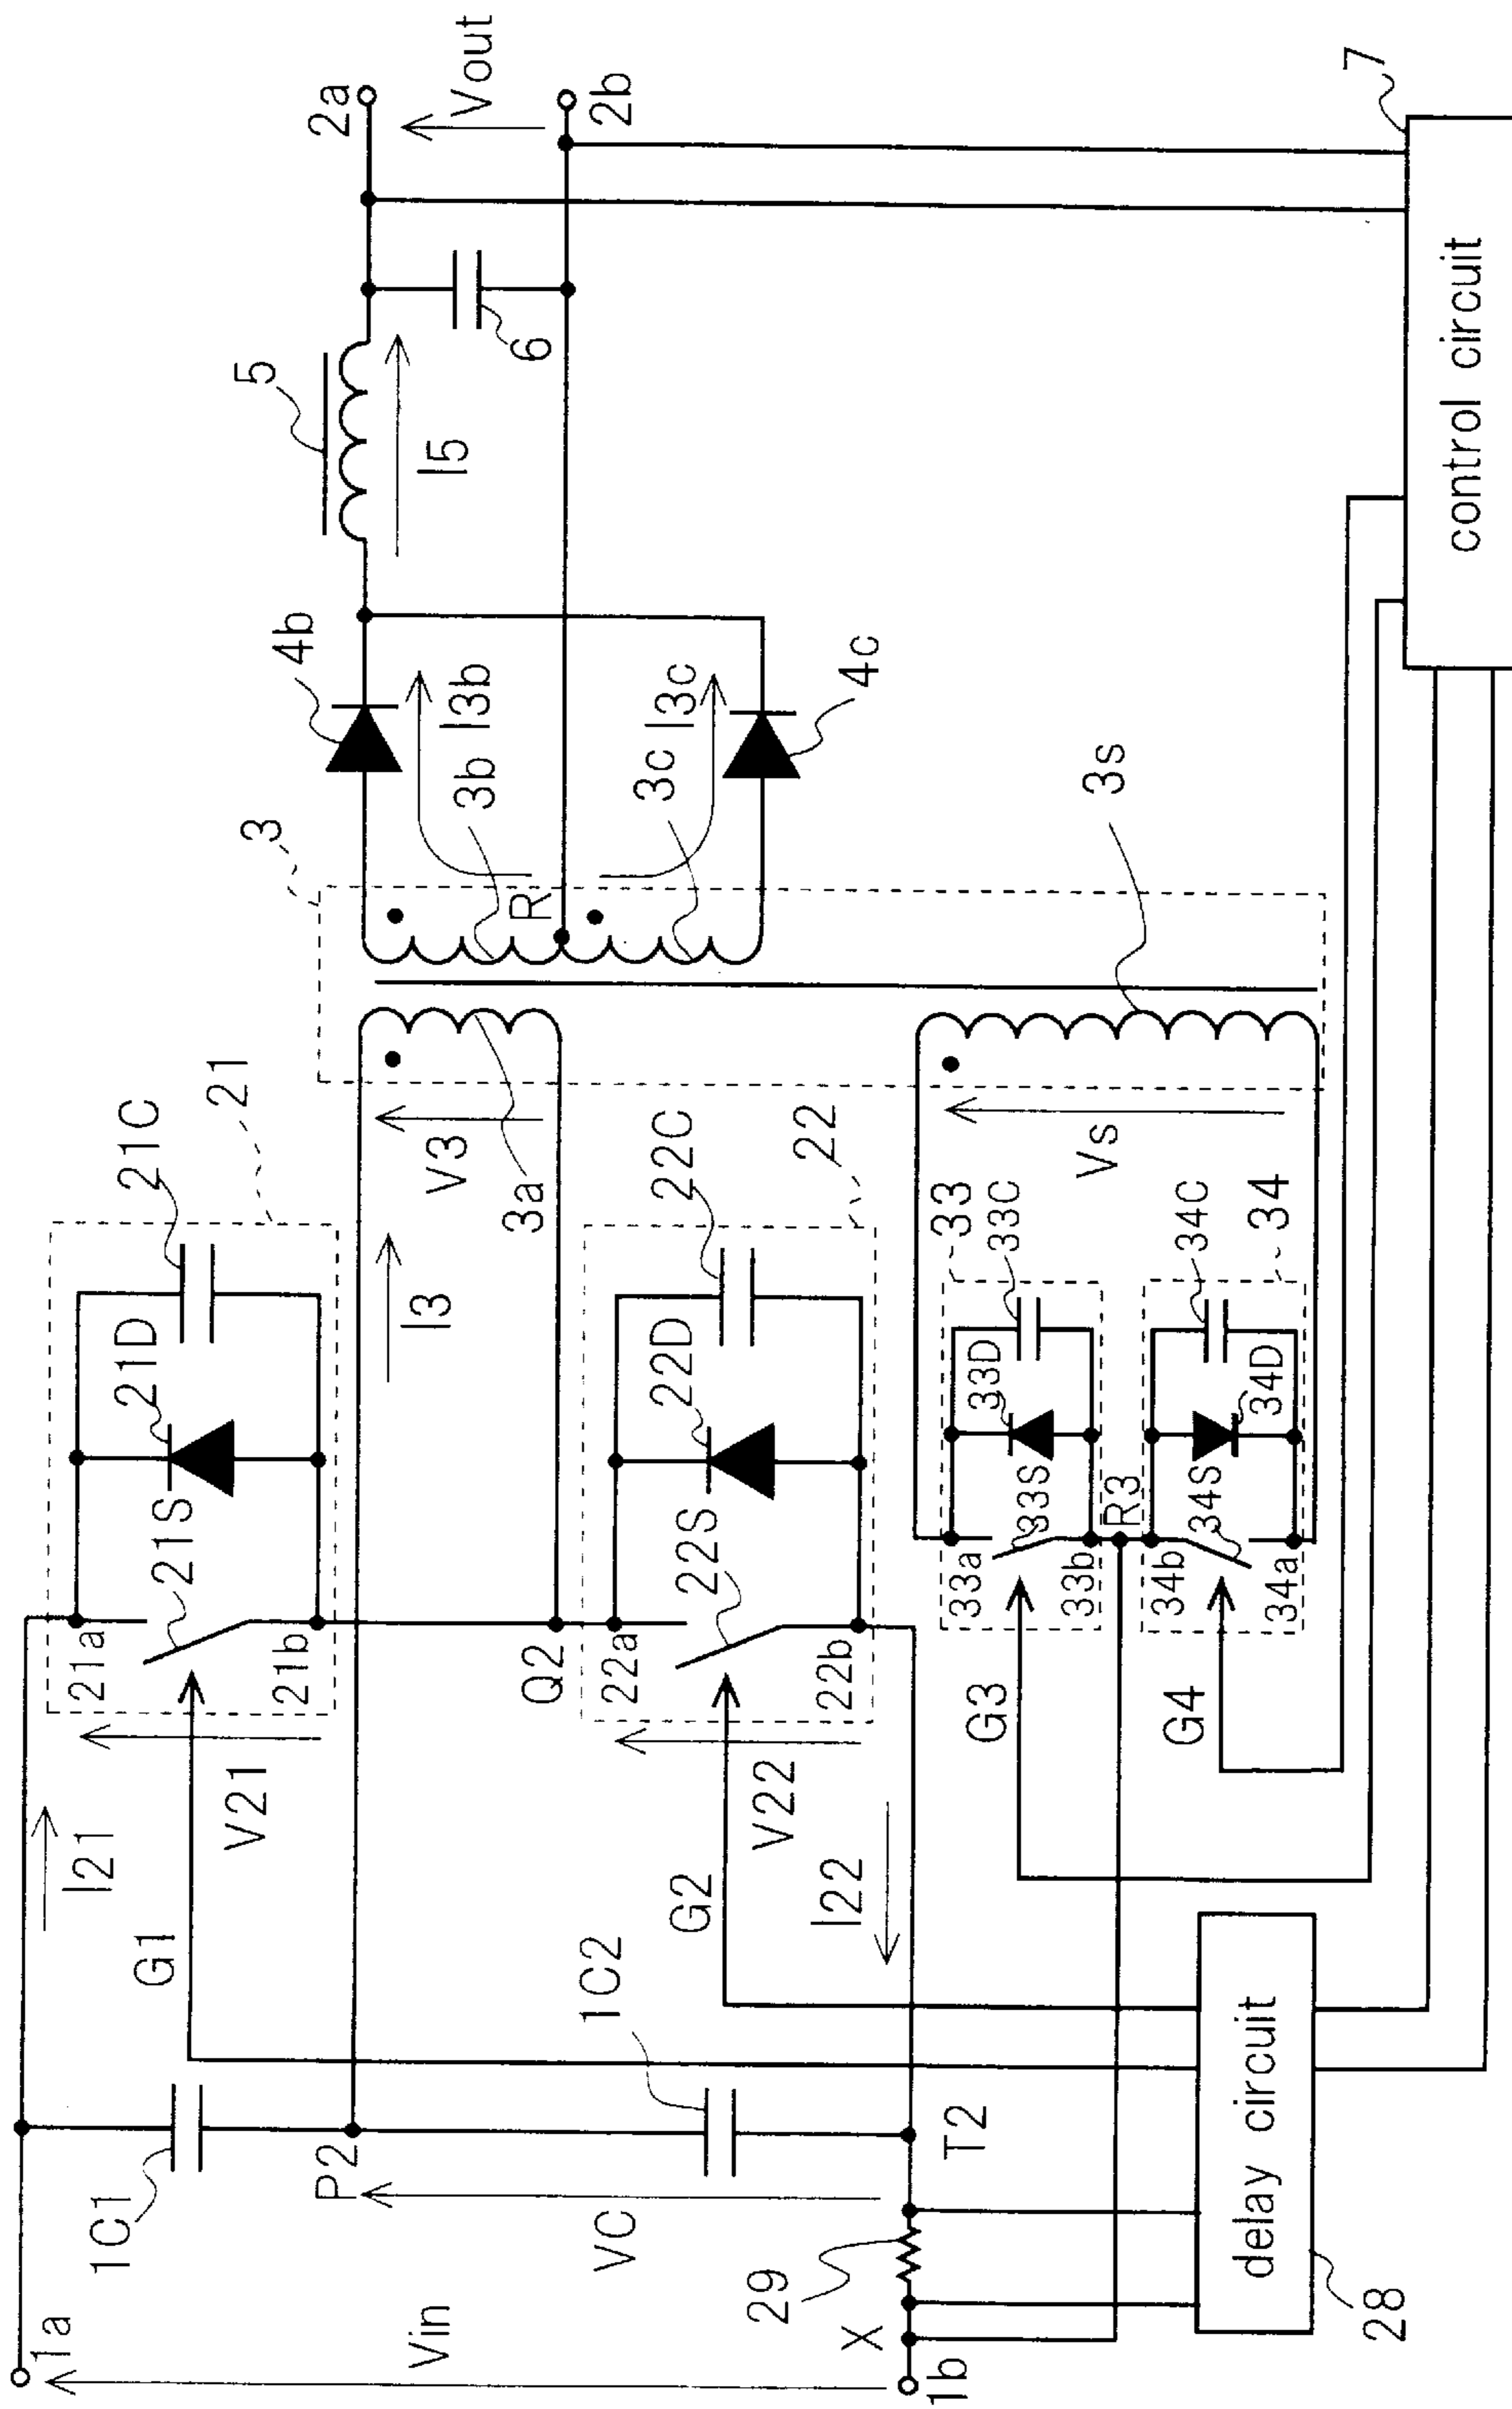 1a
Vin
1b
X
29
1C1
P2
VC
T2
1C2
delay circuit
28
I21
G1
V21
21a
21b
21S
21D
21C
21
Q2
G2
I22
V22
22a
22b
22S
22D
22C
22
I3
V3
3a
3
G3
G4
33a
33b
33S
33D
33C
33
R3
34b
34a
34S
34D
34C
34
Vs
3s
R
3b
3c
I3b
I3c
4b
4c
5
I5
6
2a
Vout
2b
7
control circuit